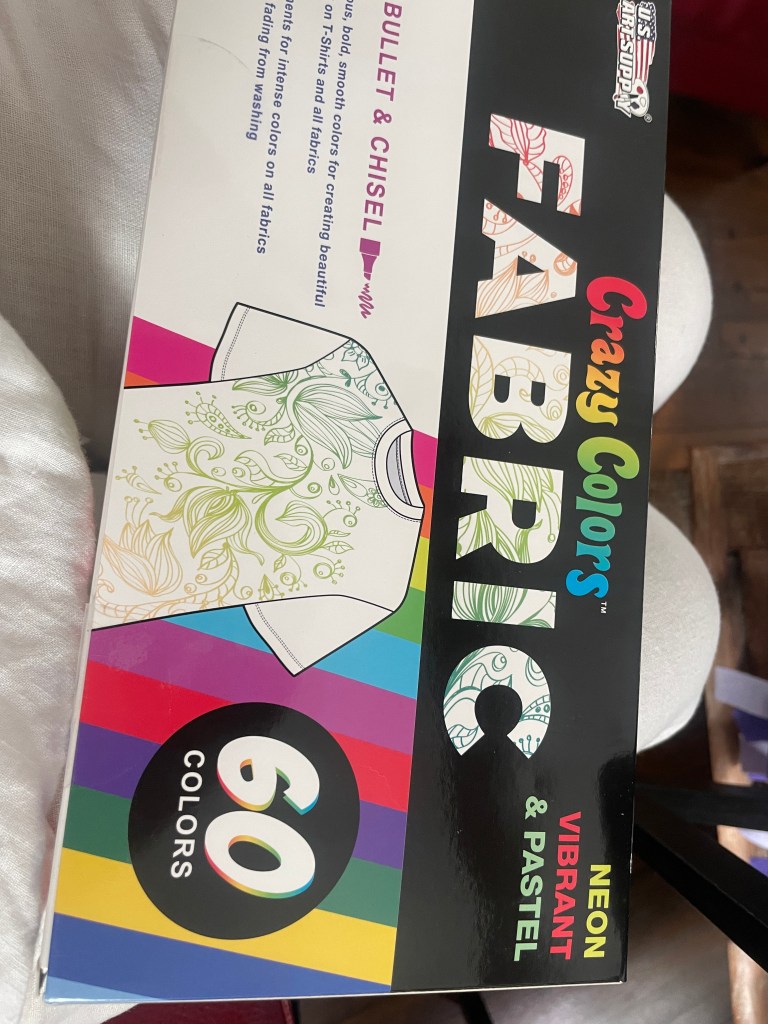 U.S.
ART SUPPLY®
Crazy Colors™
FABRIC
NEON
VIBRANT
& PASTEL
BULLET & CHISEL
bold, smooth colors for creating beautiful
on T-Shirts and all fabrics
for intense colors on all fabrics
fading from washing
60
COLORS